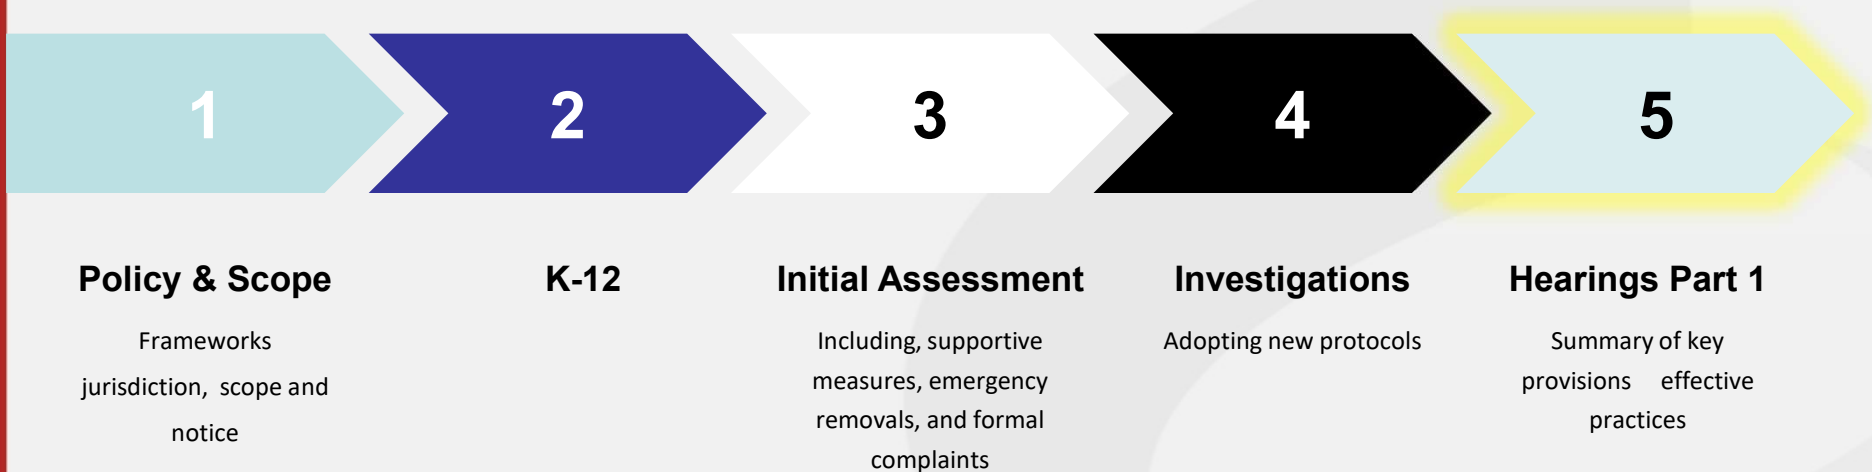 1
2
3
4
5
Policy & Scope
Frameworks
jurisdiction, scope and
notice
K-12
Initial Assessment
Including, supportive
measures, emergency
removals, and formal
complaints
Investigations
Adopting new protocols
Hearings Part 1
Summary of key
provisions effective
practices